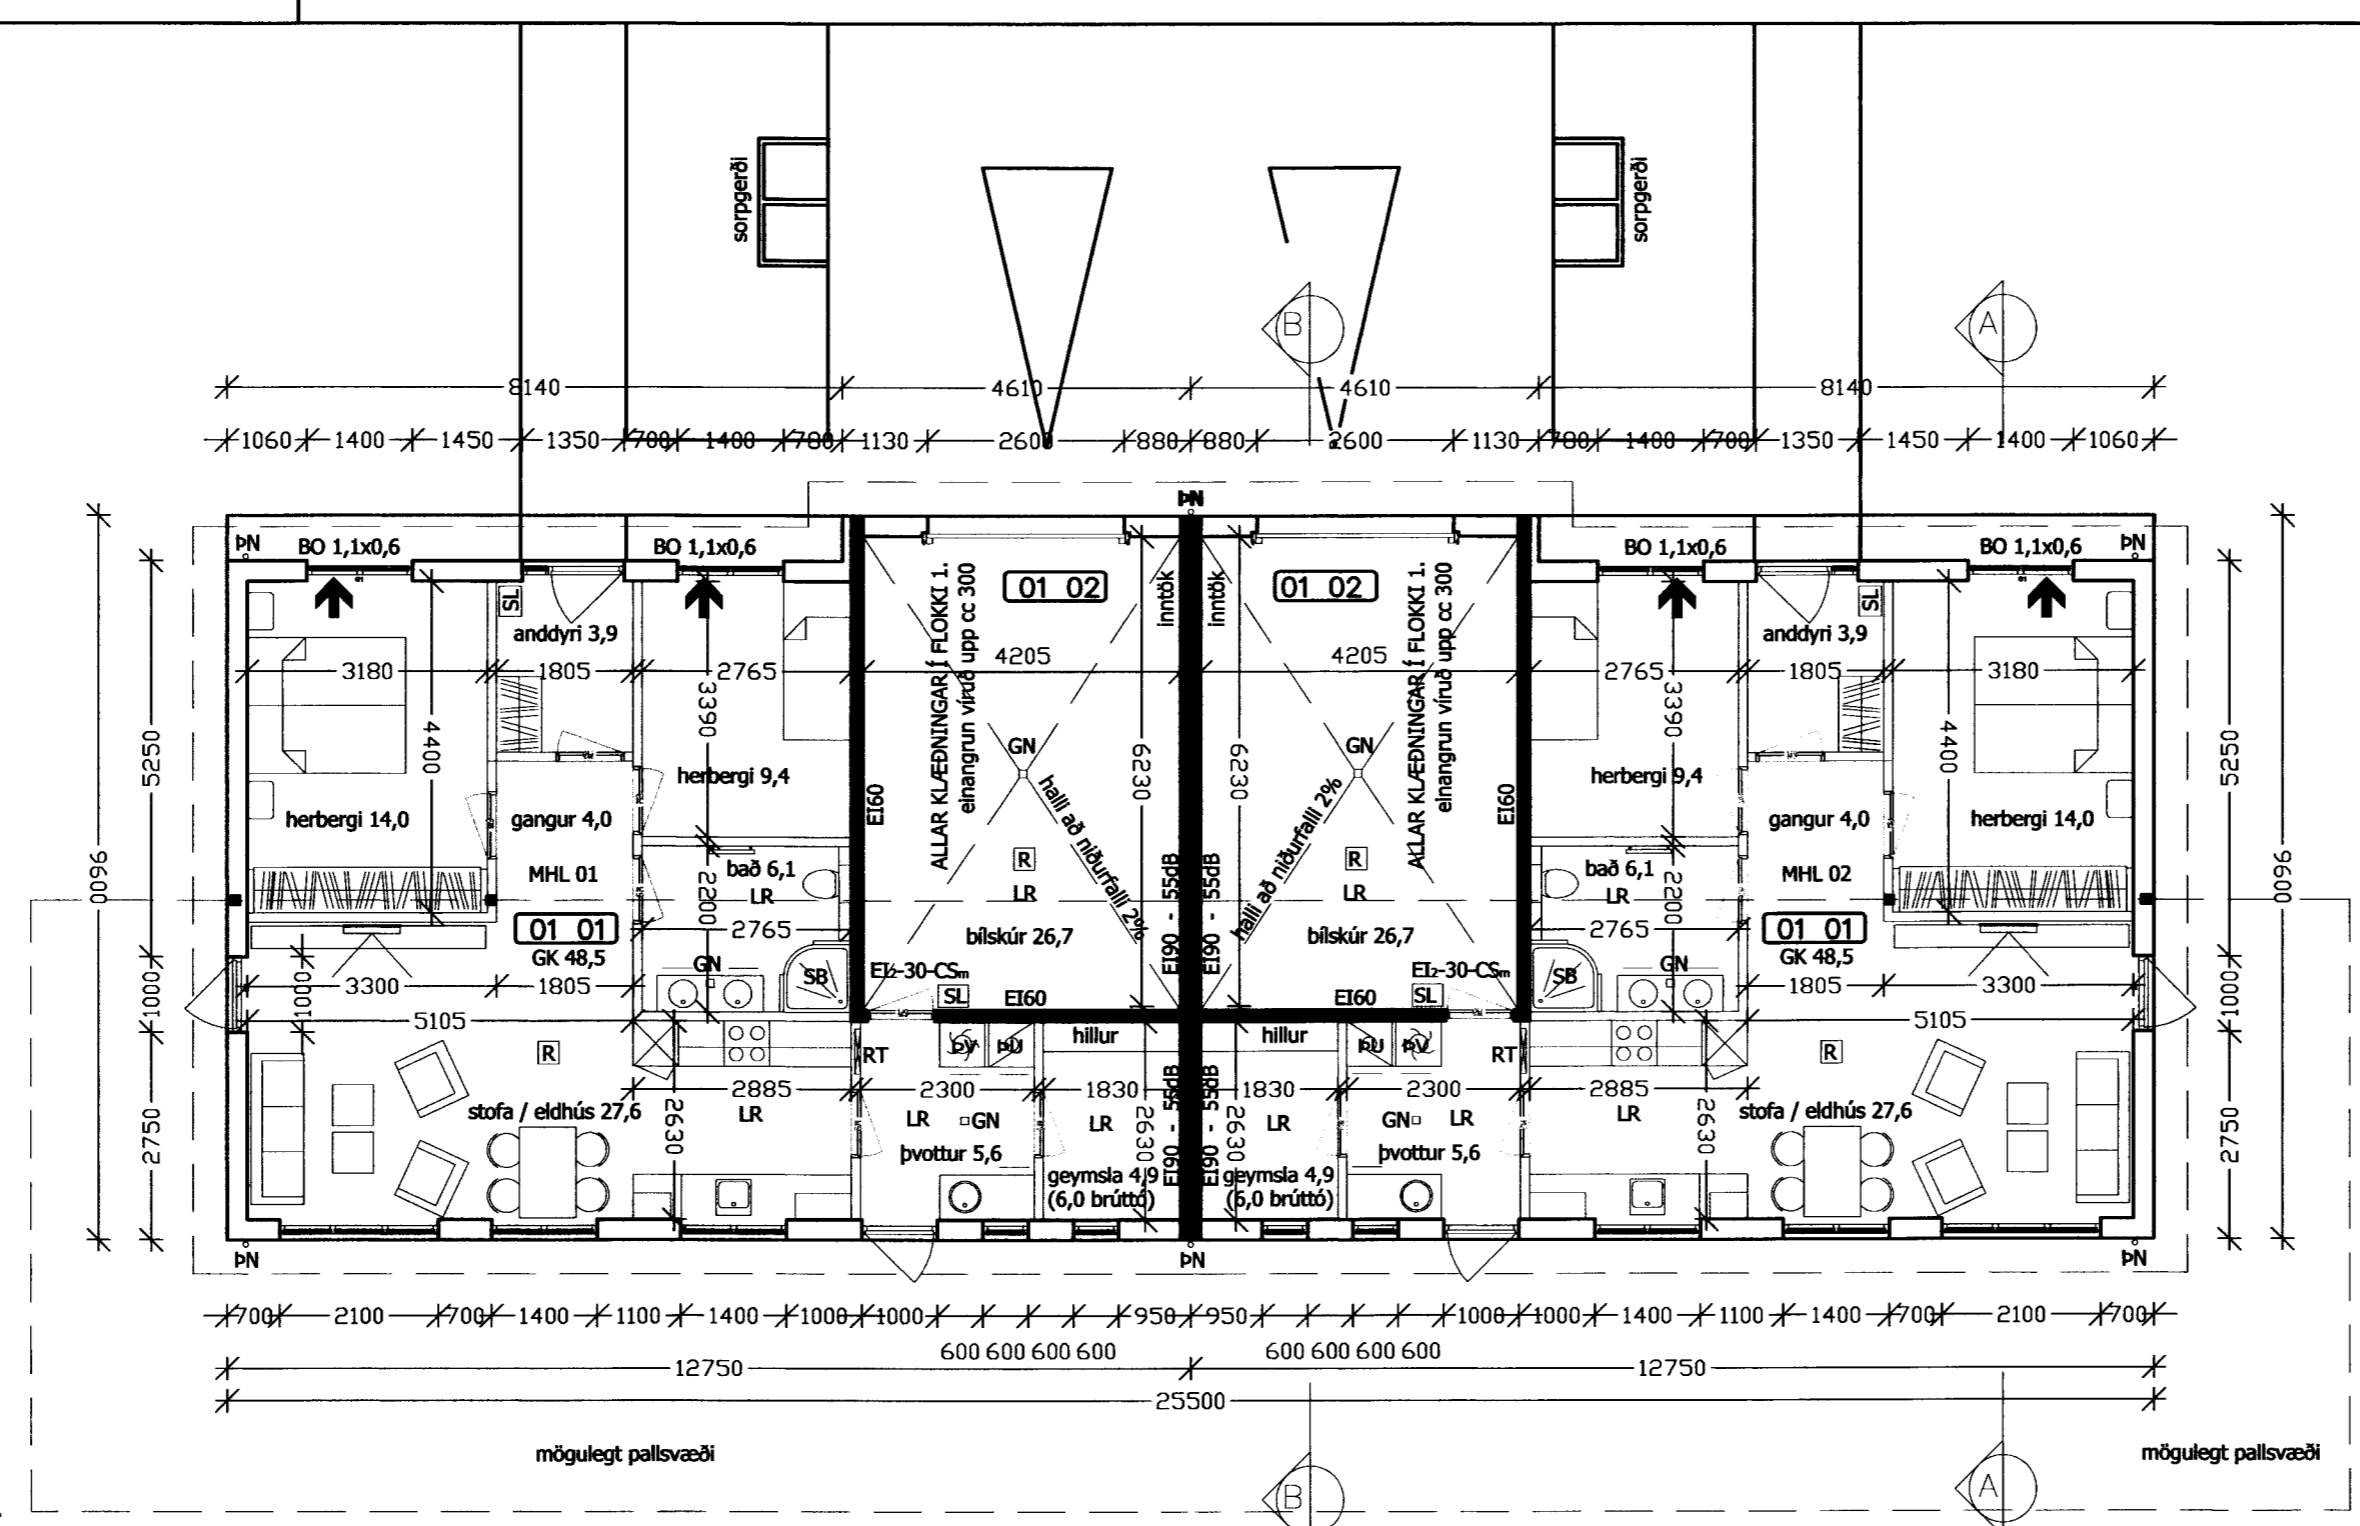 sorpgerði
sorpgerði
B
A
8140 4610 4610 8140
1060 1400 1450 1350 700 1400 780 1130 2600 880 880 2600 1130 780 1400 700 1350 1450 1400 1060
ÞN
ÞN BO 1,1x0,6 BO 1,1x0,6 BO 1,1x0,6 BO 1,1x0,6 ÞN
SL
01 02
01 02
SL
inntök
inntök
anddyri 3,9
anddyri 3,9
ALLAR KLÆÐNINGAR Í FLOKKI 1.
einangrun víruð upp cc 300
ALLAR KLÆÐNINGAR Í FLOKKI 1.
einangrun víruð upp cc 300
3180 1805 2765 4205 4205 2765 1805 3180
9600 5250 4400 3390 6230 6230 3390 4400 5250 9600
GN
GN
herbergi 9,4
herbergi 9,4
halli að niðurfalli 2%
halli að niðurfalli 2%
EI60
EI60
herbergi 14,0 gangur 4,0
gangur 4,0 herbergi 14,0
R
R
MHL 01 bað 6,1
LR
LR
LR
bað 6,1 MHL 02
LR
2200
2200
EI90 - 55dB
EI90 - 55dB
01 01
GK 48,5
2765
bílskúr 26,7
bílskúr 26,7
2765
01 01
GK 48,5
GN
SB
EI2-30-CSm
SL
EI60
EI60
EI2-30-CSm
SL
SB
GN
1000 1000 3300 1805
1805 3300 1000
5105
5105
R
RT
ÞV ÞU
hillur
hillur
ÞU ÞV
RT
R
2885 2300 1830
1830 2300 2885
stofa / eldhús 27,6
2630
LR
LR
GN
LR
2630
EI90 - 55dB
EI90 - 55dB
2630
LR
GN
LR
LR
2630
stofa / eldhús 27,6
2750
2750
þvottur 5,6
þvottur 5,6
geymsla 4,9
(6,0 brúttó)
geymsla 4,9
(6,0 brúttó)
ÞN
ÞN
ÞN
700 2100 700 1400 1100 1400 1000 1000 950 950 1000 1000 1400 1100 1400 700 2100 700
600 600 600 600 600 600 600 600
12750 12750
25500
mögulegt pallsvæði
mögulegt pallsvæði
B
A